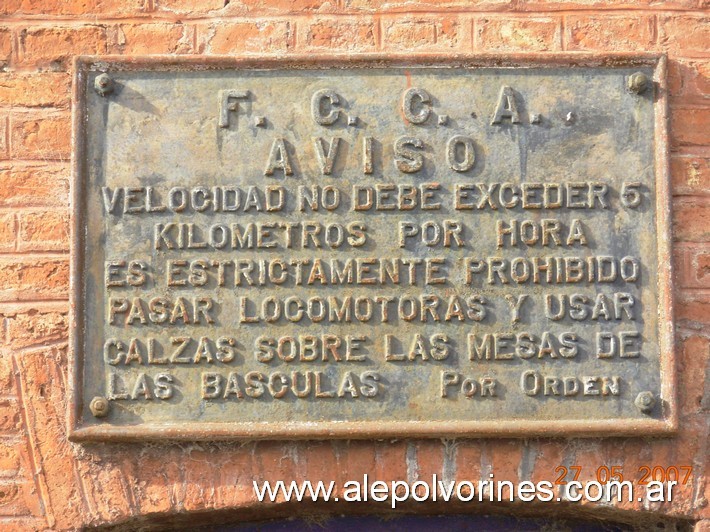 F. C. C. A.
AVISO
VELOCIDAD NO DEBE EXCEDER 5
KILOMETROS POR HORA
ES ESTRICTAMENTE PROHIBIDO
PASAR LOCOMOTORAS Y USAR
CALZAS SOBRE LAS MESAS DE
LAS BASCULAS POR ORDEN
27 05 2007
www.alepolvorines.com.ar